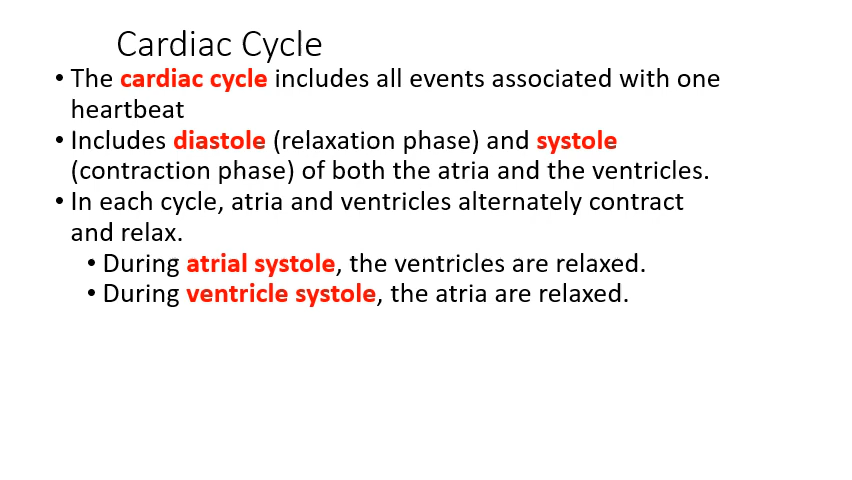 Cardiac Cycle
• The cardiac cycle includes all events associated with one
heartbeat
• Includes diastole (relaxation phase) and systole
(contraction phase) of both the atria and the ventricles.
• In each cycle, atria and ventricles alternately contract
and relax.
• During atrial systole, the ventricles are relaxed.
• During ventricle systole, the atria are relaxed.